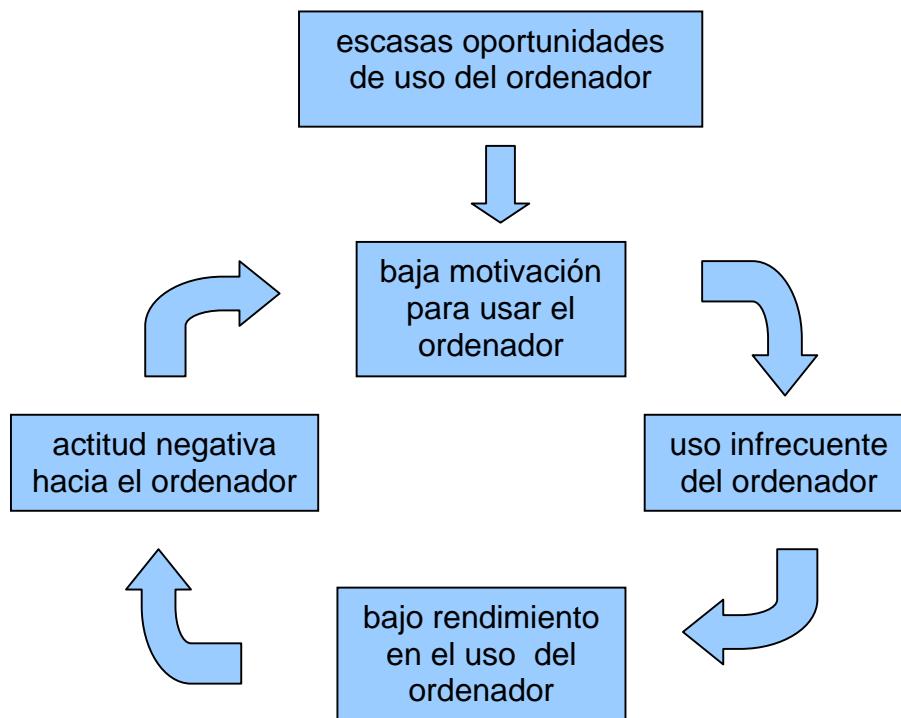 escasas oportunidades
de uso del ordenador
baja motivación
para usar el
ordenador
actitud negativa
hacia el ordenador
uso infrecuente
del ordenador
bajo rendimiento
en el uso del
ordenador